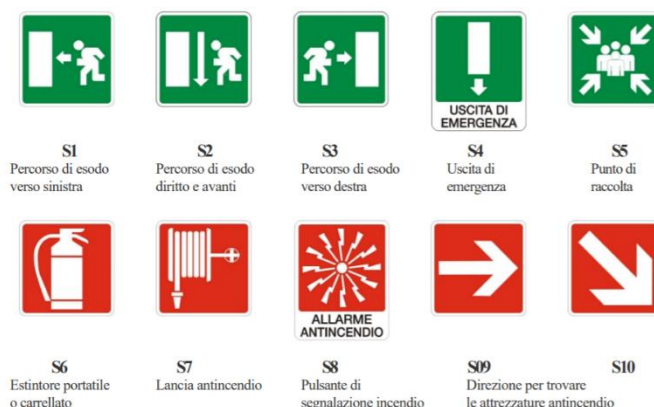 USCITA DI
EMERGENZA
S1
Percorso di esodo
verso sinistra
S2
Percorso di esodo
diritto e avanti
S3
Percorso di esodo
verso destra
S4
Uscita di
emergenza
S5
Punto di
raccolta
ALLARME
ANTINCENDIO
S6
Estintore portatile
o carrellato
S7
Lancia antincendio
S8
Pulsante di
segnalazione incendio
S09
S10
Direzione per trovare
le attrezzature antincendio